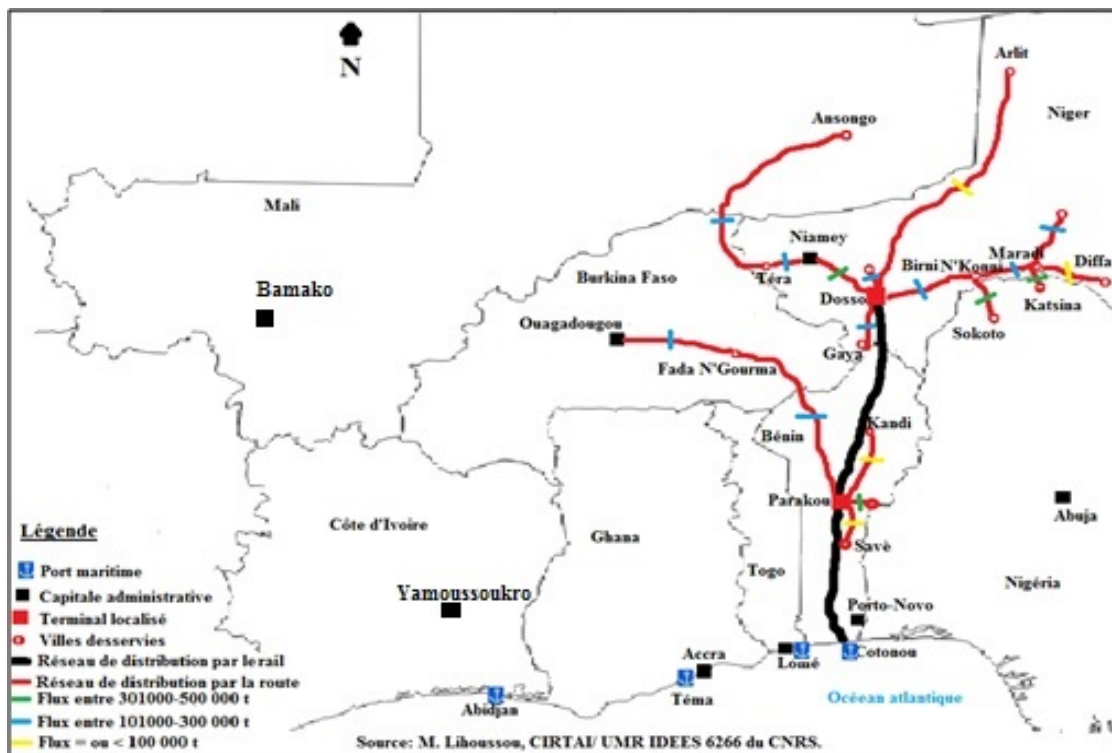 N
Arlit
Niger
Ansongo
Mali
Niamey
Maradi
Birni N'Konni
Diffa
Burkina Faso
Téra
Bamako
Dosso
Katsina
Sokoto
Ouagadougou
Gaya
Fada N'Gourma
Kandi
Bénin
Parakou
Abuja
Côte d'Ivoire
Ghana
Savè
Togo
Nigéria
Yamoussoukro
Porto-Novo
Accra
Lomé
Cotonou
Téma
Abidjan
Océean atlantique
Légende
Port maritime
Capitale administrative
Terminal localisé
Villes desservies
Réseau de distribution par le rail
Réseau de distribution par la route
Flux entre 301000-500 000 t
Flux entre 101000-300 000 t
Flux = ou < 100 000 t
Source: M. Lihoussou, CIRTAI/ UMR IDEES 6266 du CNRS.